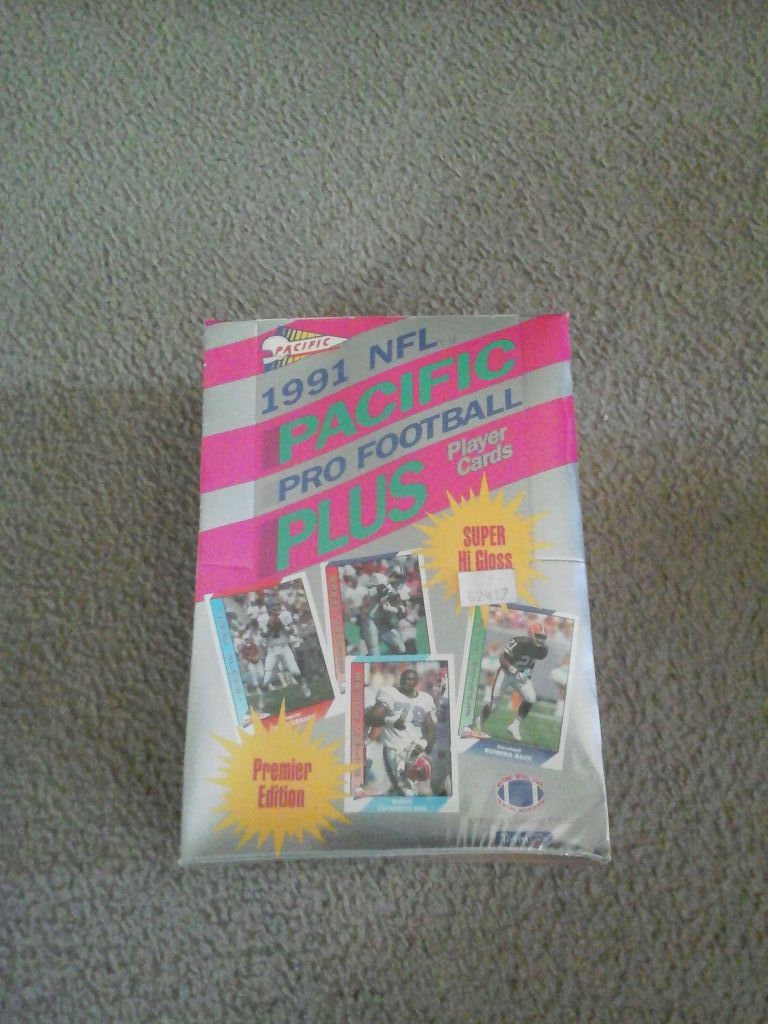 PACIFIC
1991 NFL
PACIFIC
PRO FOOTBALL
PLUS
Player
Cards
SUPER
Hi Gloss
62417
Premier
Edition